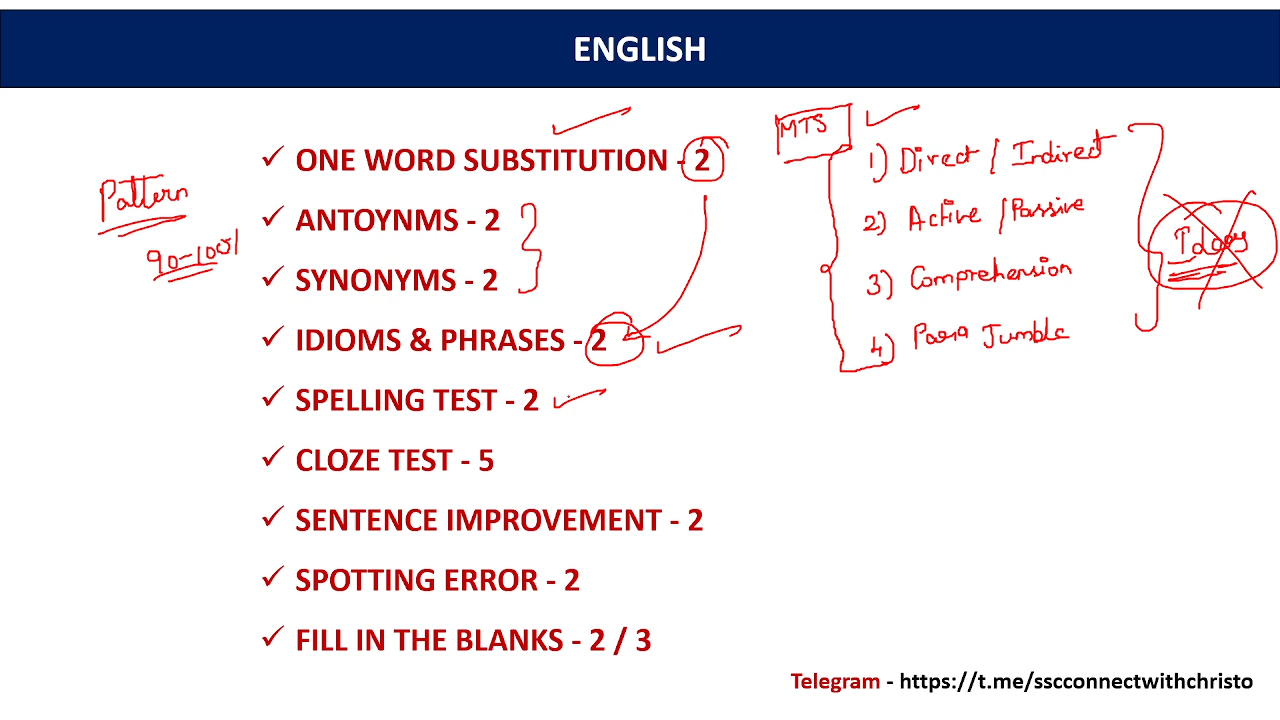 ENGLISH
✓ ONE WORD SUBSTITUTION - 2
✓ ANTOYNMS - 2
✓ SYNONYMS - 2
✓ IDIOMS & PHRASES - 2
✓ SPELLING TEST - 2
✓ CLOZE TEST - 5
✓ SENTENCE IMPROVEMENT - 2
✓ SPOTTING ERROR - 2
✓ FILL IN THE BLANKS - 2 / 3
Pattern
90-100%
MTS
1) Direct / Indirect
2) Active / Passive
3) Comprehension
4) Para Jumble
Telegram - https://t.me/sscconnectwithchristo